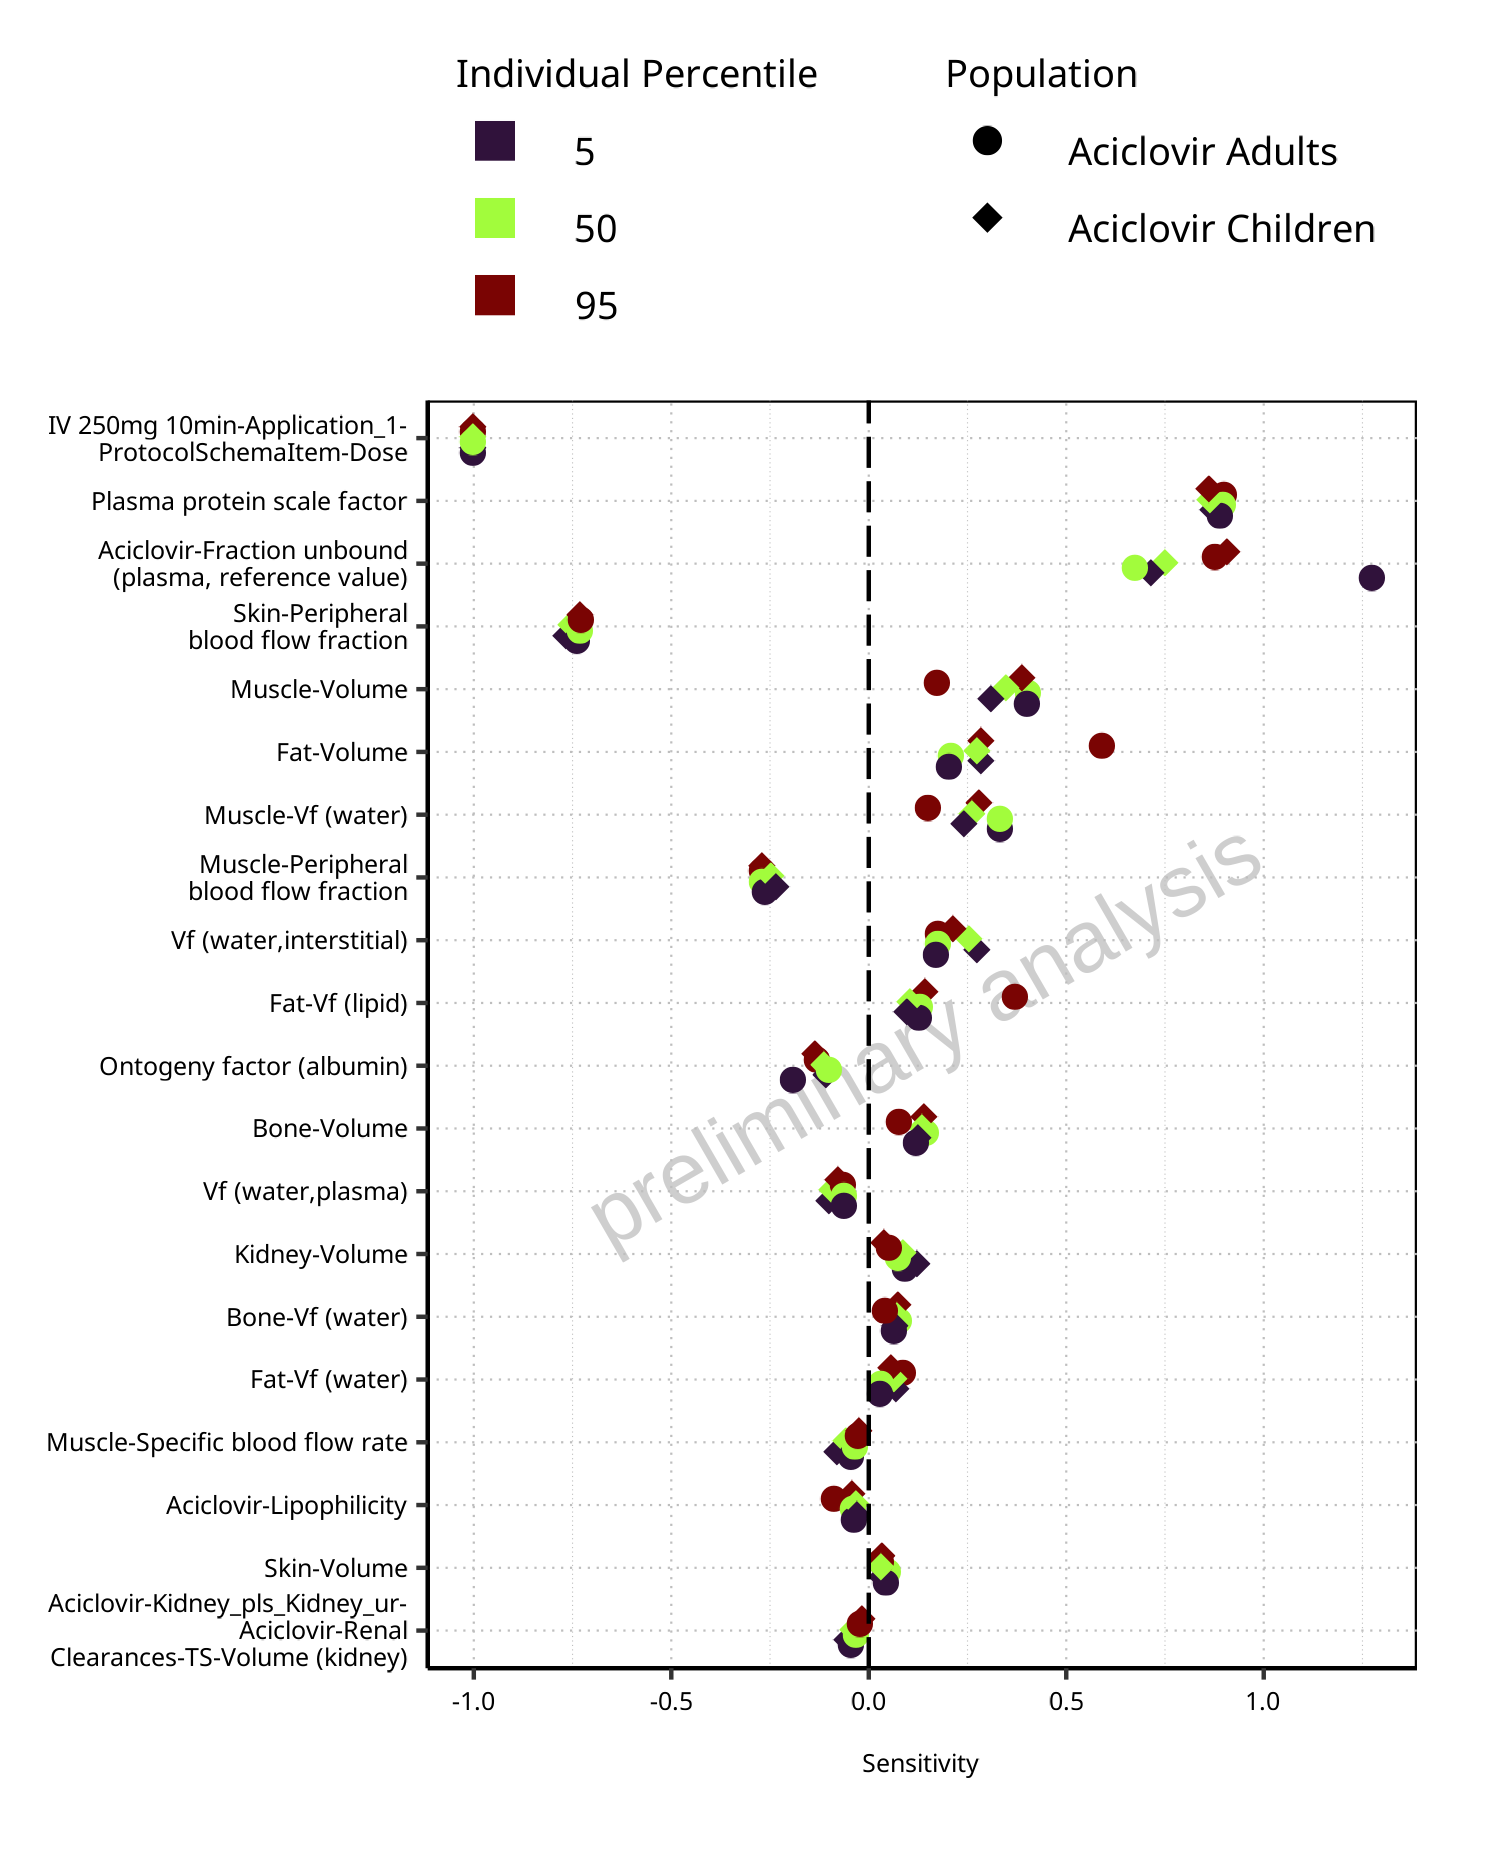 Individual Percentile
5
50
95
Population
Aciclovir Adults
Aciclovir Children
IV 250mg 10min-Application_1-
ProtocolSchemaItem-Dose
Plasma protein scale factor
Aciclovir-Fraction unbound
(plasma, reference value)
Skin-Peripheral
blood flow fraction
Muscle-Volume
Fat-Volume
Muscle-Vf (water)
Muscle-Peripheral
blood flow fraction
Vf (water,interstitial)
Fat-Vf (lipid)
Ontogeny factor (albumin)
Bone-Volume
Vf (water,plasma)
Kidney-Volume
Bone-Vf (water)
Fat-Vf (water)
Muscle-Specific blood flow rate
Aciclovir-Lipophilicity
Skin-Volume
Aciclovir-Kidney_pls_Kidney_ur-
Aciclovir-Renal
Clearances-TS-Volume (kidney)
preliminary analysis
-1.0 -0.5 0.0 0.5 1.0
Sensitivity